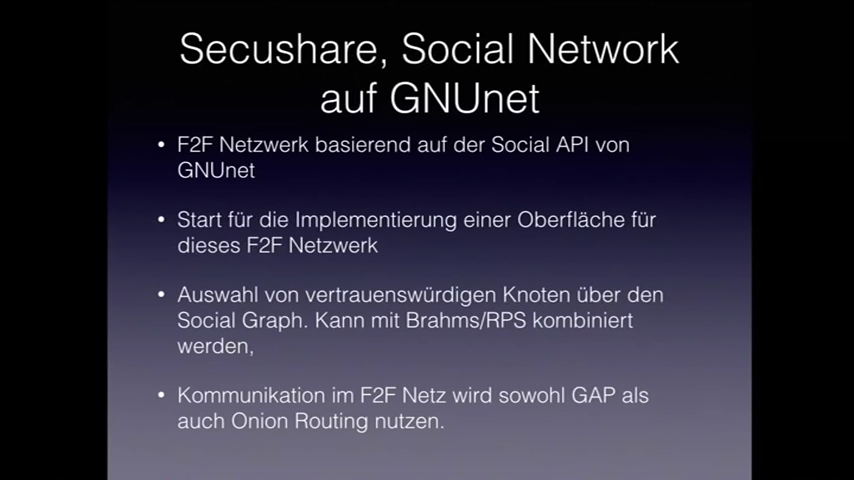 Secushare, Social Network
auf GNUnet
• F2F Netzwerk basierend auf der Social API von
GNUnet
• Start für die Implementierung einer Oberfläche für
dieses F2F Netzwerk
• Auswahl von vertrauenswürdigen Knoten über den
Social Graph. Kann mit Brahms/RPS kombiniert
werden,
• Kommunikation im F2F Netz wird sowohl GAP als
auch Onion Routing nutzen.